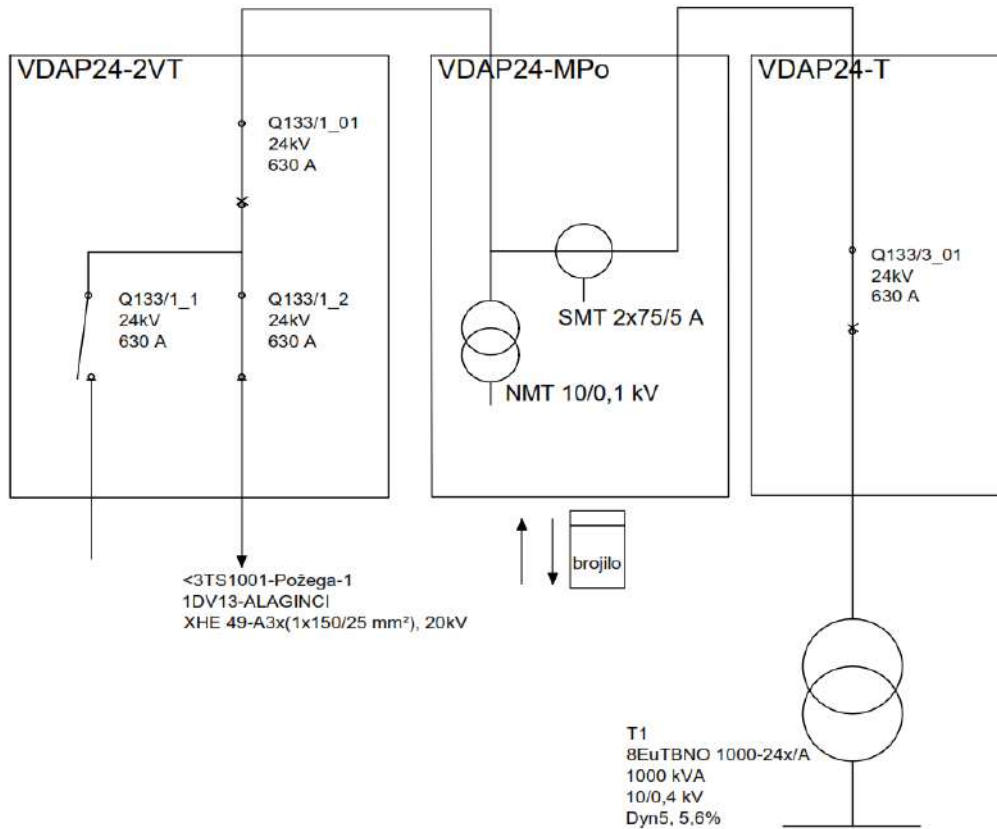 VDAP24-2VT
Q133/1_01
24kV
630 A
Q133/1_1
24kV
630 A
Q133/1_2
24kV
630 A
<3TS1001-Požega-1
1DV13-ALAGINCI
XHE 49-A3x(1x150/25 mm²), 20kV
VDAP24-MPo
SMT 2x75/5 A
NMT 10/0,1 kV
brojilo
VDAP24-T
Q133/3_01
24kV
630 A
T1
8EuTBNO 1000-24x/A
1000 kVA
10/0,4 kV
Dyn5, 5,6%